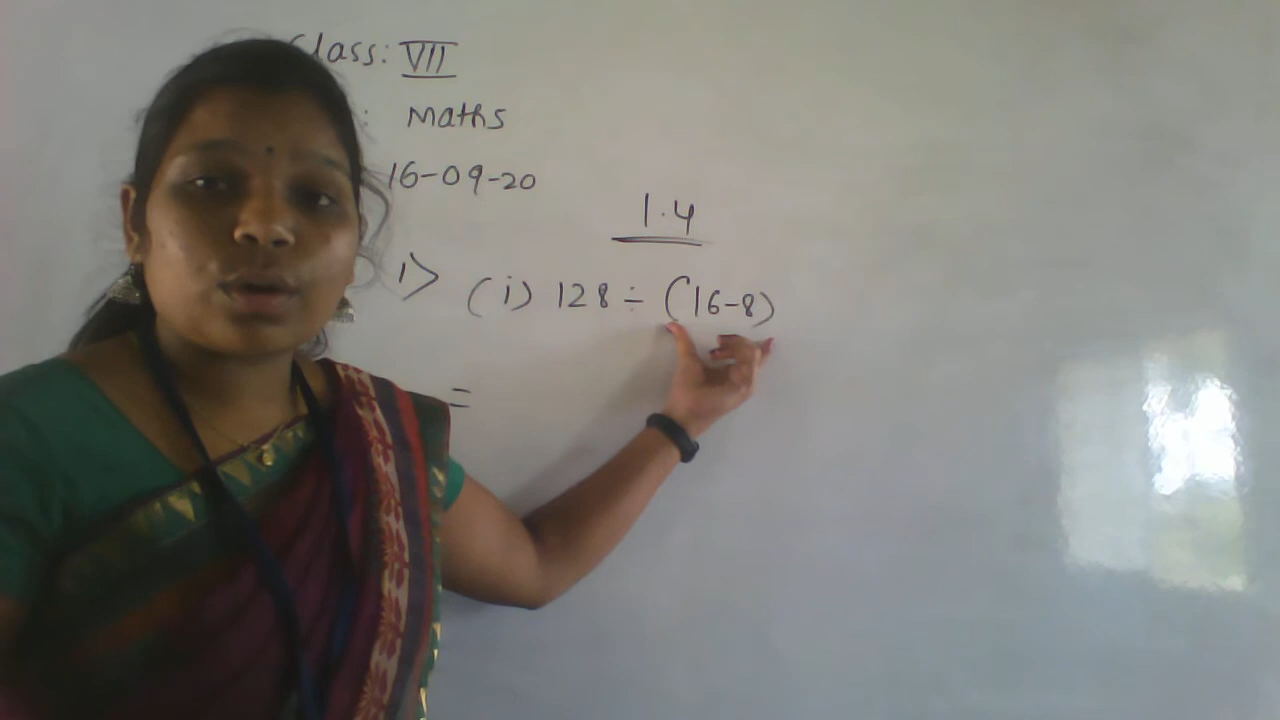 Class: VII
: Maths
16-09-20
1.4
1) (i) 128 ÷ (16-8)
=